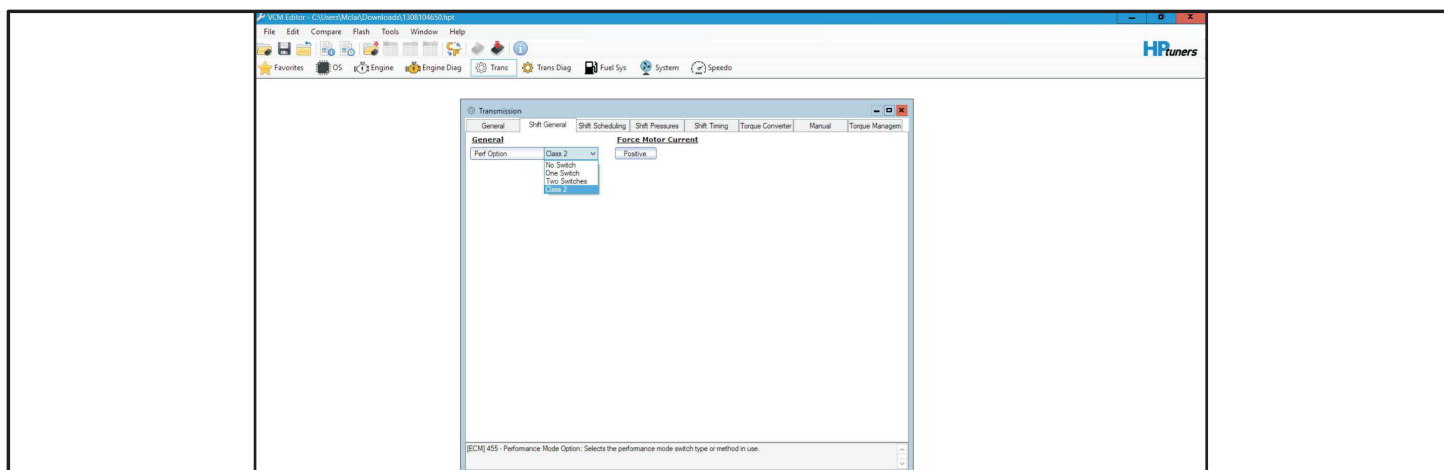 VCM Editor - C:\Users\Mclai\Downloads\1308104650.hpt
File Edit Compare Flash Tools Window Help
HPtuners
Favorites OS Engine Engine Diag Trans Trans Diag Fuel Sys System Speedo
Transmission
General Shift General Shift Scheduling Shift Pressures Shift Timing Torque Converter Manual Torque Managem
General Force Motor Current
Perf Option Class 2 Positive
No Switch
One Switch
Two Switches
Class 2
[ECM] 455 - Performance Mode Option: Selects the performance mode switch type or method in use.